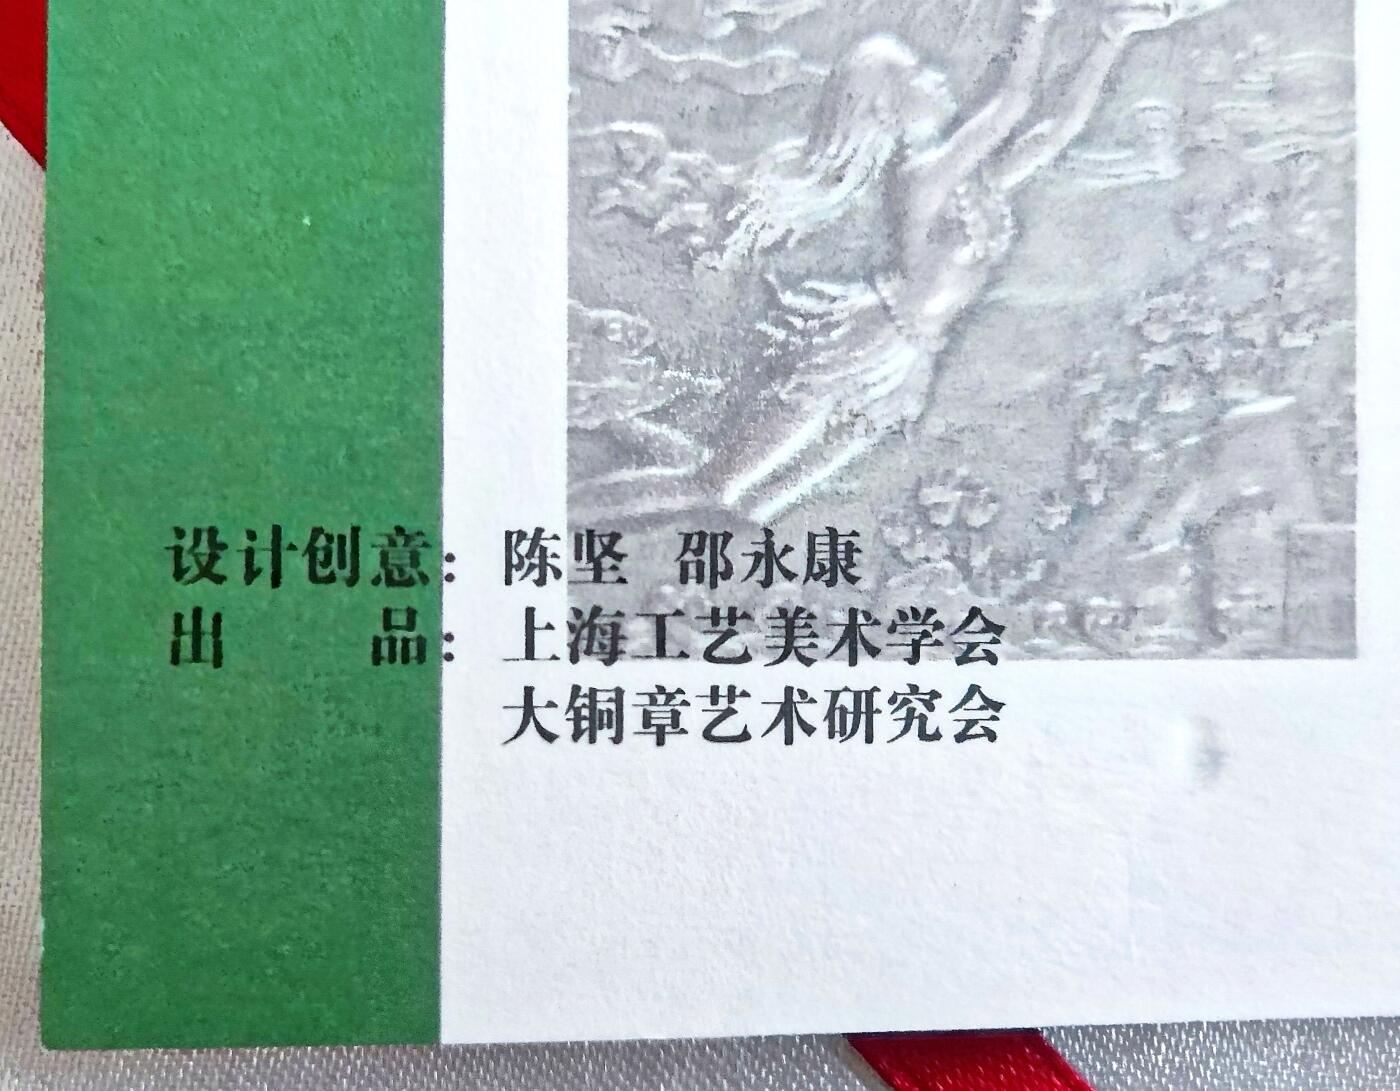 设计创意：陈坚 邵永康
出 品：上海工艺美术学会
大铜章艺术研究会